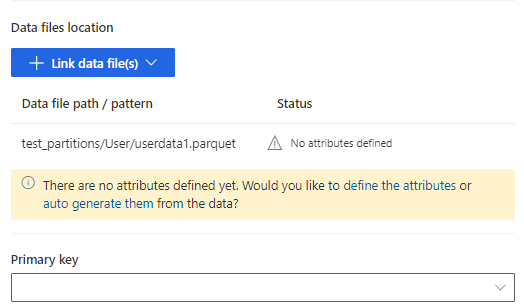 Data files location
Link data file(s)
Data file path / pattern Status
test_partitions/User/userdata1.parquet No attributes defined
There are no attributes defined yet. Would you like to define the attributes or
auto generate them from the data?
Primary key